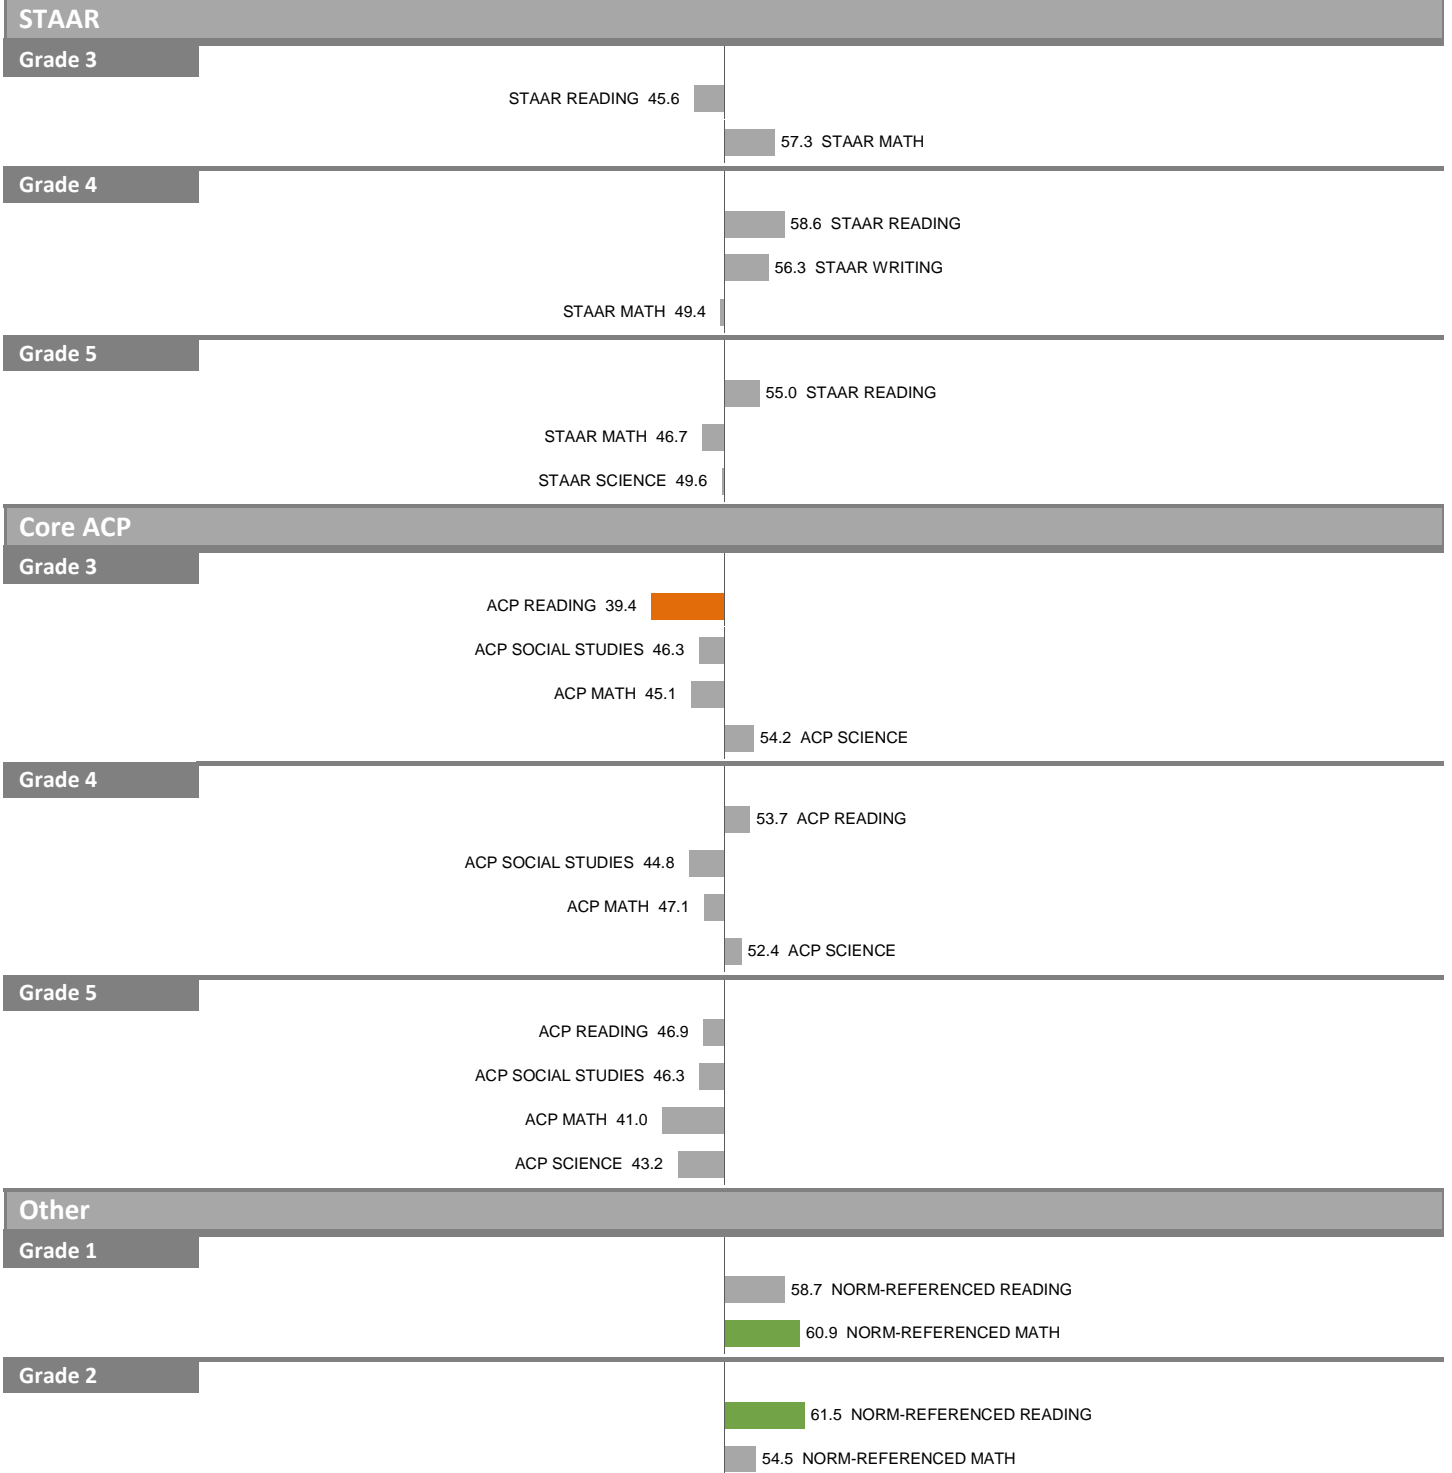 STAAR
Grade 3
STAAR READING 45.6
57.3 STAAR MATH
Grade 4
58.6 STAAR READING
56.3 STAAR WRITING
STAAR MATH 49.4
Grade 5
55.0 STAAR READING
STAAR MATH 46.7
STAAR SCIENCE 49.6
Core ACP
Grade 3
ACP READING 39.4
ACP SOCIAL STUDIES 46.3
ACP MATH 45.1
54.2 ACP SCIENCE
Grade 4
53.7 ACP READING
ACP SOCIAL STUDIES 44.8
ACP MATH 47.1
52.4 ACP SCIENCE
Grade 5
ACP READING 46.9
ACP SOCIAL STUDIES 46.3
ACP MATH 41.0
ACP SCIENCE 43.2
Other
Grade 1
58.7 NORM-REFERENCED READING
60.9 NORM-REFERENCED MATH
Grade 2
61.5 NORM-REFERENCED READING
54.5 NORM-REFERENCED MATH